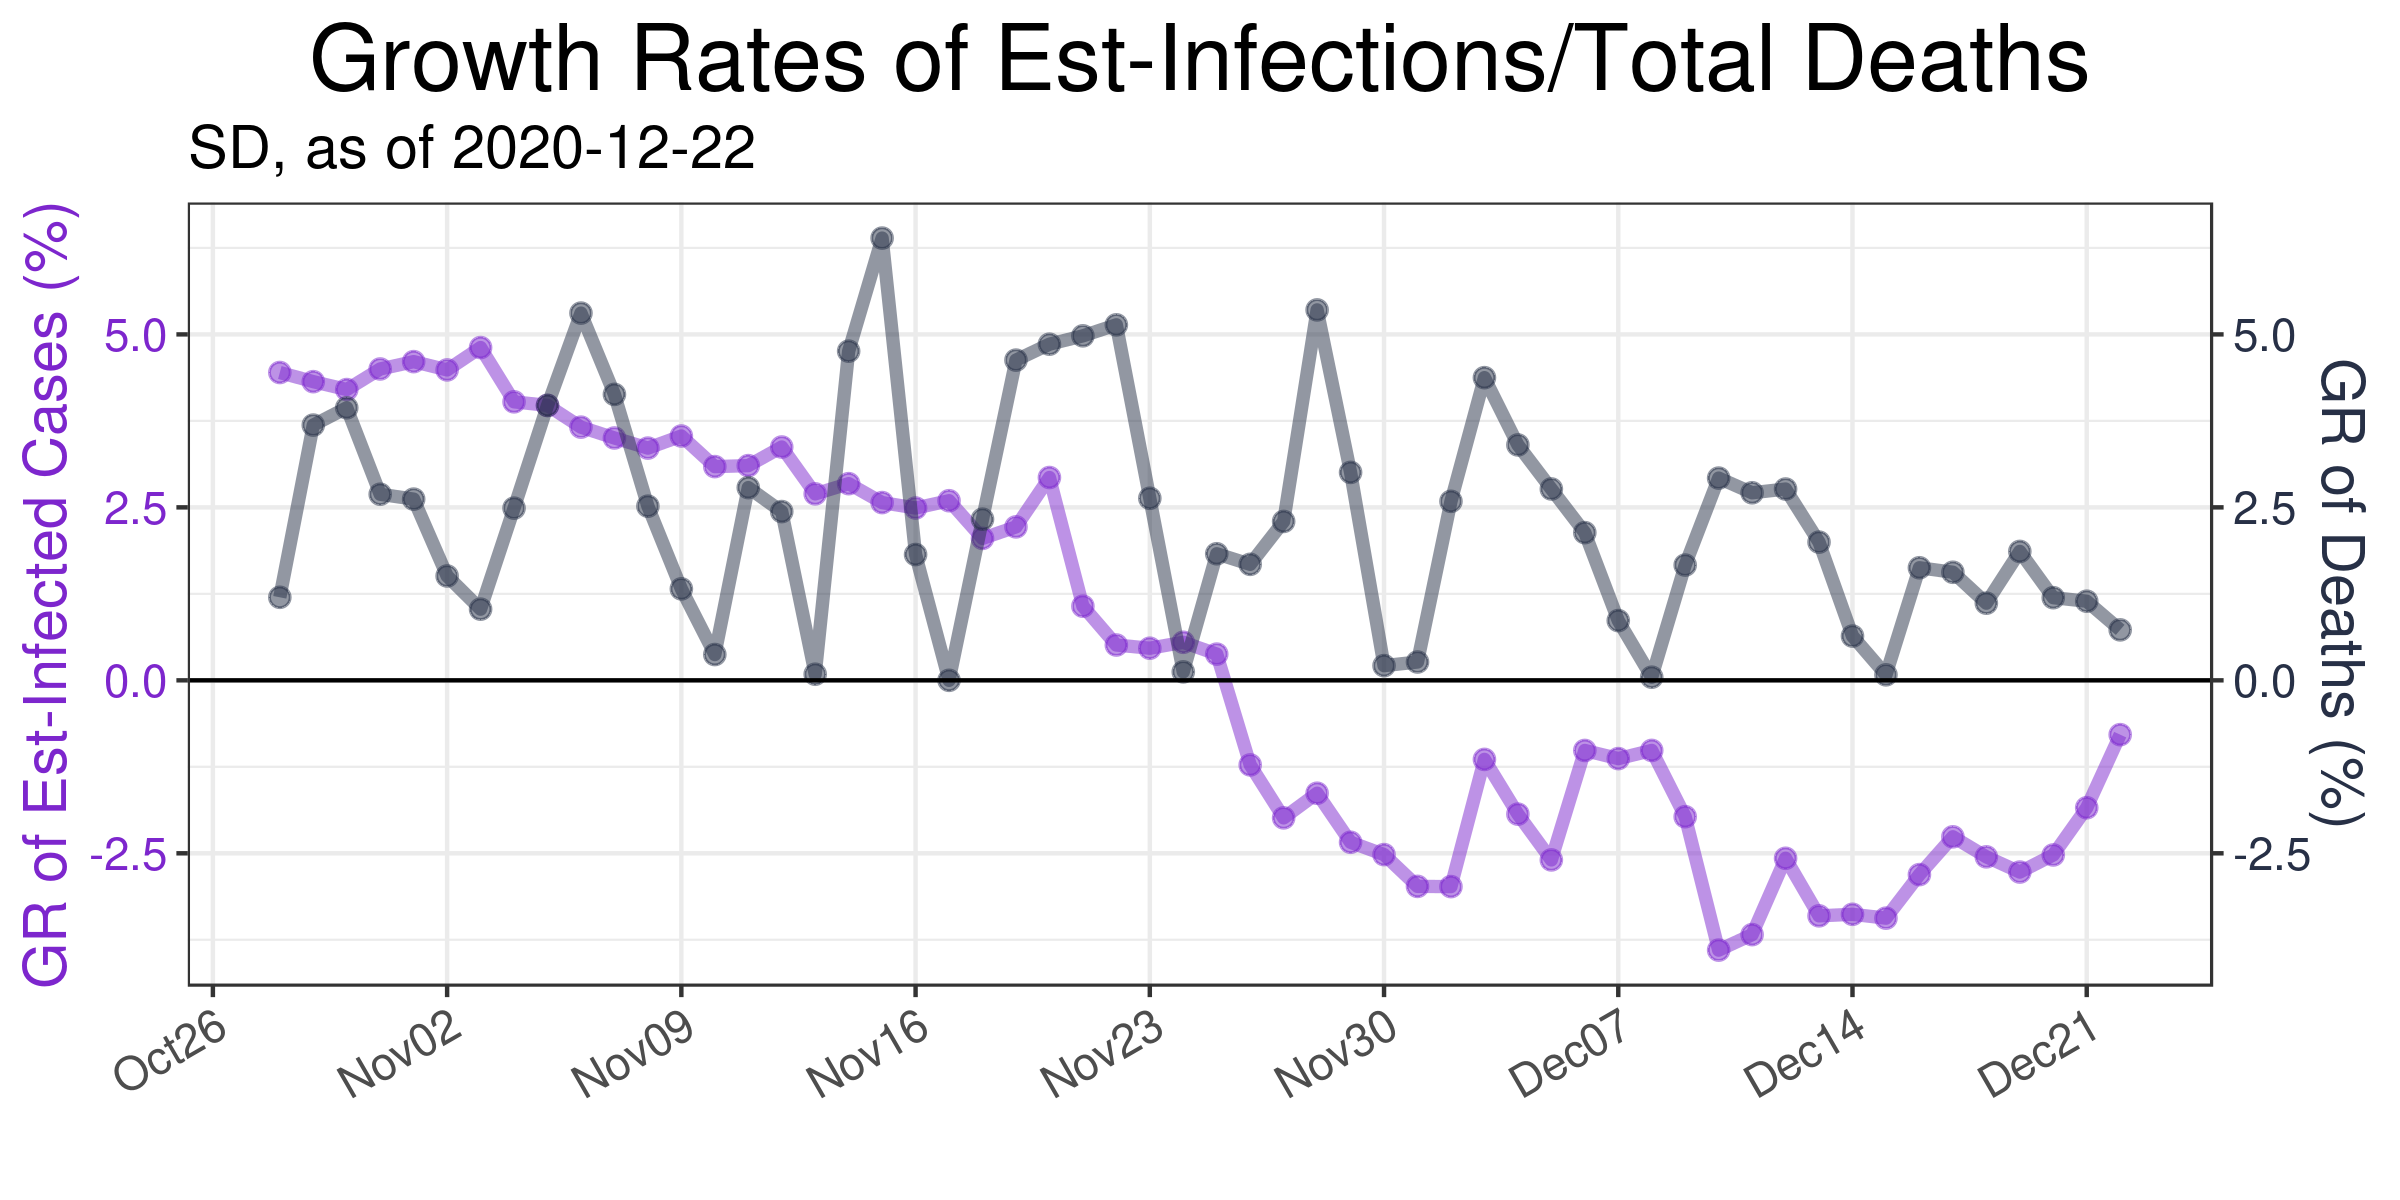 Growth Rates of Est-Infections/Total Deaths
SD, as of 2020-12-22
GR of Est-Infected Cases (%)
5.0
2.5
0.0
-2.5
5.0
2.5
0.0
-2.5
GR of Deaths (%)
Oct26
Nov02
Nov09
Nov16
Nov23
Nov30
Dec07
Dec14
Dec21